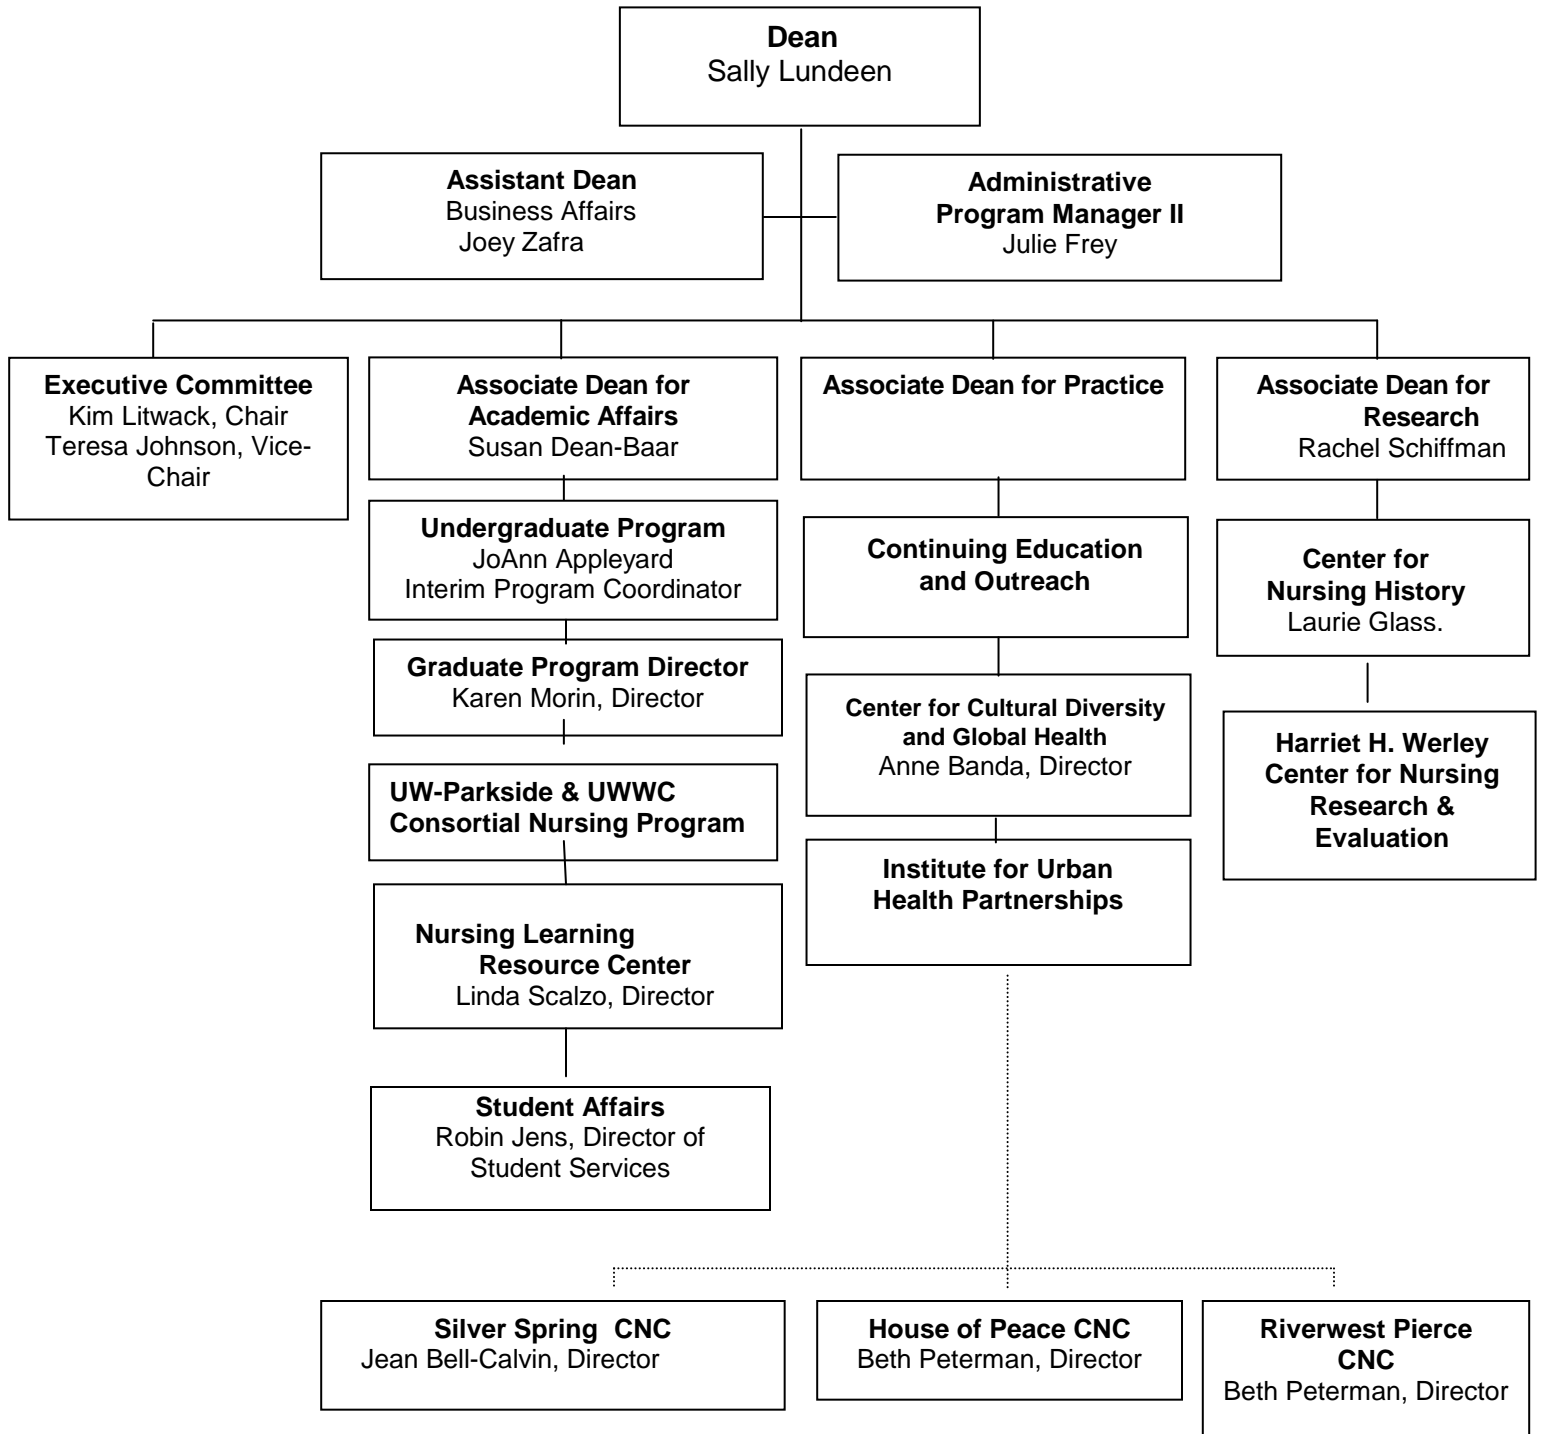 Dean
Sally Lundeen
Assistant Dean
Business Affairs
Joey Zafra
Administrative
Program Manager II
Julie Frey
Executive Committee
Kim Litwack, Chair
Teresa Johnson, Vice-
Chair
Associate Dean for
Academic Affairs
Susan Dean-Baar
Associate Dean for Practice
Associate Dean for
Research
Rachel Schiffman
Undergraduate Program
JoAnn Appleyard
Interim Program Coordinator
Continuing Education
and Outreach
Center for
Nursing History
Laurie Glass.
Graduate Program Director
Karen Morin, Director
Center for Cultural Diversity
and Global Health
Anne Banda, Director
Harriet H. Werley
Center for Nursing
Research &
Evaluation
UW-Parkside & UWWC
Consortial Nursing Program
Institute for Urban
Health Partnerships
Nursing Learning
Resource Center
Linda Scalzo, Director
Student Affairs
Robin Jens, Director of
Student Services
Silver Spring  CNC
Jean Bell-Calvin, Director
House of Peace CNC
Beth Peterman, Director
Riverwest Pierce
CNC
Beth Peterman, Director